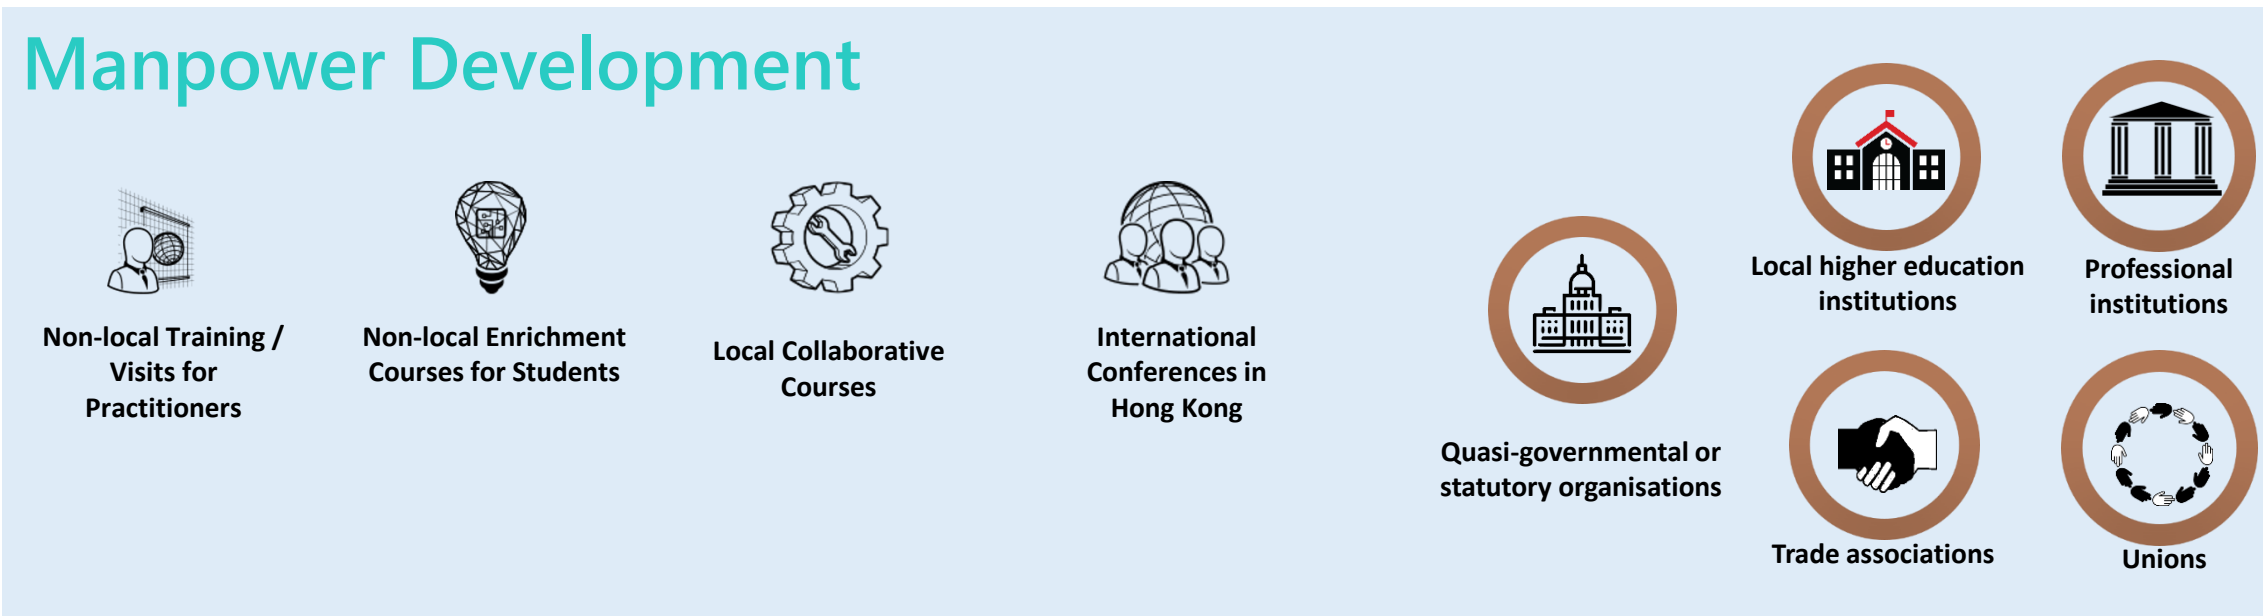 Manpower Development
Non-local Training /
Visits for
Practitioners
Non-local Enrichment
Courses for Students
Local Collaborative
Courses
International
Conferences in
Hong Kong
Quasi-governmental or
statutory organisations
Local higher education
institutions
Professional
institutions
Trade associations
Unions